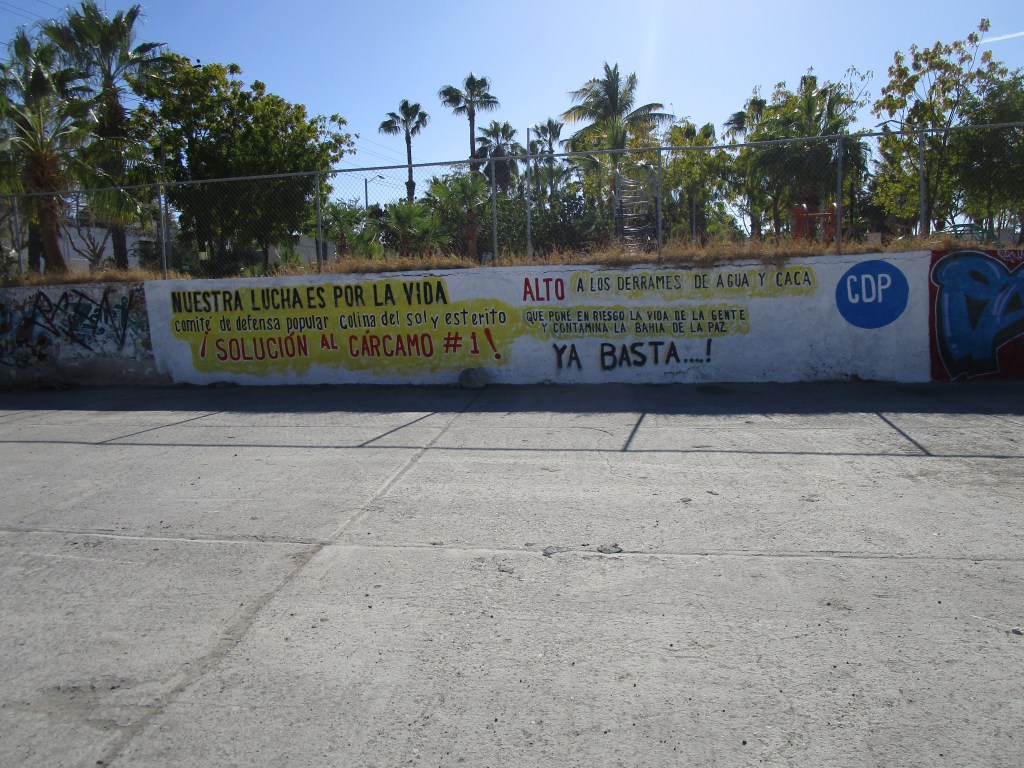 NUESTRA LUCHA ES POR LA VIDA
comite' de defensa popular colina del sol y esterito
¡SOLUCIÓN AL CÁRCAMO #1!
ALTO A LOS DERRAMES DE AGUA Y CACA
QUE PONE EN RIESGO LA VIDA DE LA GENTE
Y CONTAMINA LA BAHIA DE LA PAZ
YA BASTA....!
CDP